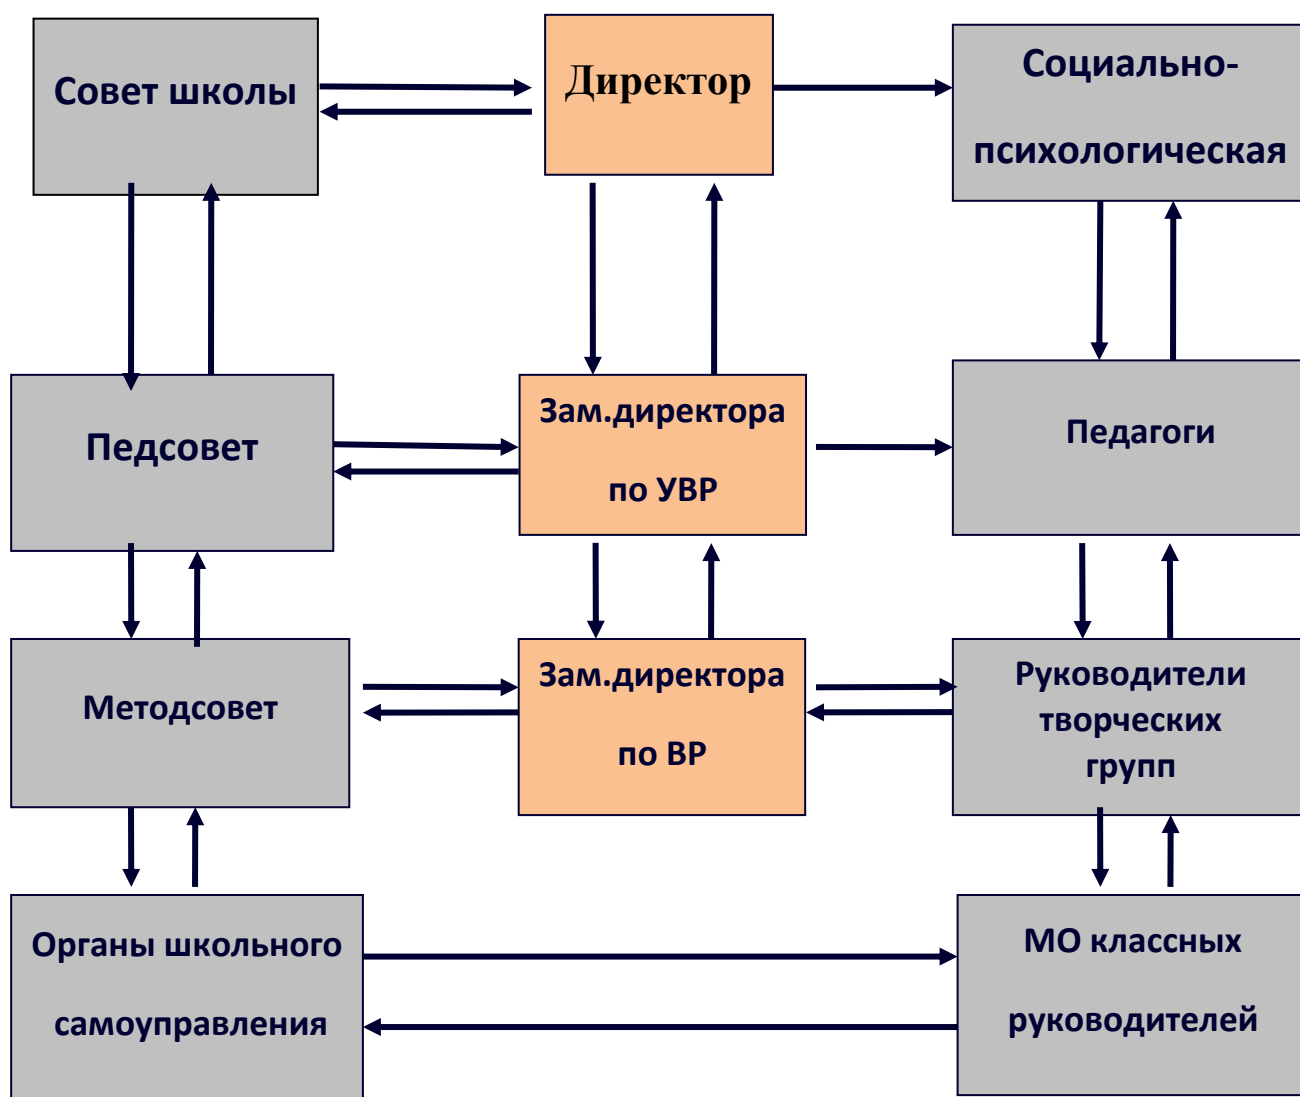 Совет школы
Директор
Социально-
психологическая
Педсовет
Зам.директора
по УВР
Педагоги
Методсовет
Зам.директора
по ВР
Руководители
творческих
групп
Органы школьного
самоуправления
МО классных
руководителей